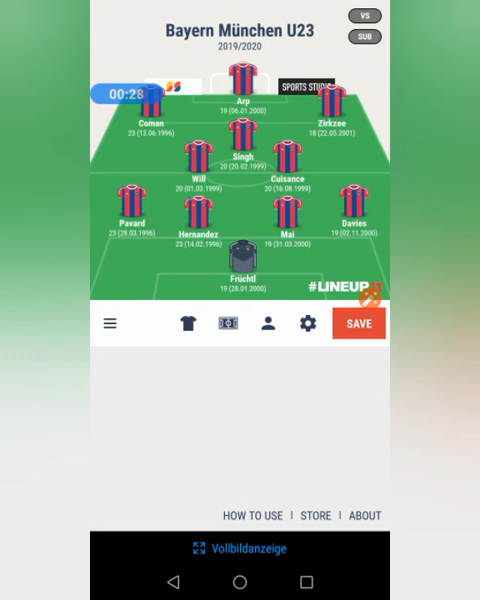 Bayern München U23
2019/2020
VS
SUB
00:28
SPORTS STUDIO
Arp
19 (06.01.2000)
Coman
23 (13.06.1996)
Zirkzee
18 (22.05.2001)
Singh
20 (20.02.1999)
Will
20 (01.03.1999)
Cuisance
20 (16.08.1999)
Pavard
23 (28.03.1996)
Hernandez
23 (14.02.1996)
Mai
19 (31.03.2000)
Davies
19 (02.11.2000)
Früchtl
19 (28.01.2000)
#LINEUP11
SAVE
HOW TO USE | STORE | ABOUT
Vollbildanzeige